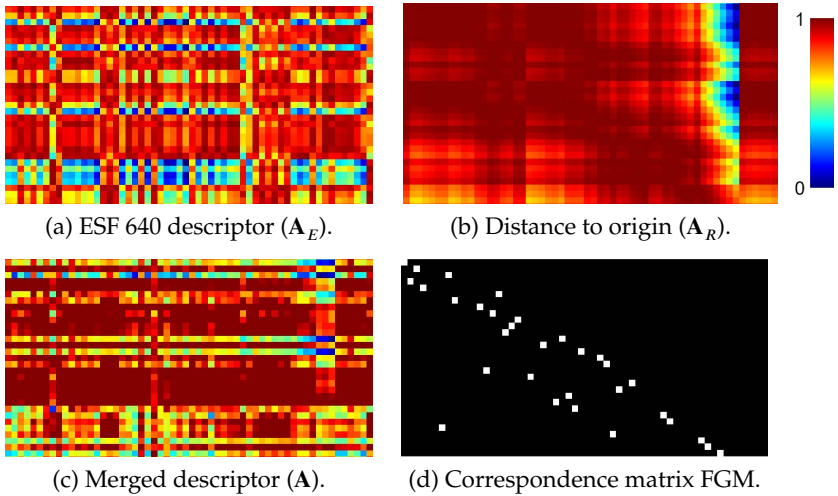 1
0
(a) ESF 640 descriptor (A_E).
(b) Distance to origin (A_R).
(c) Merged descriptor (A).
(d) Correspondence matrix FGM.